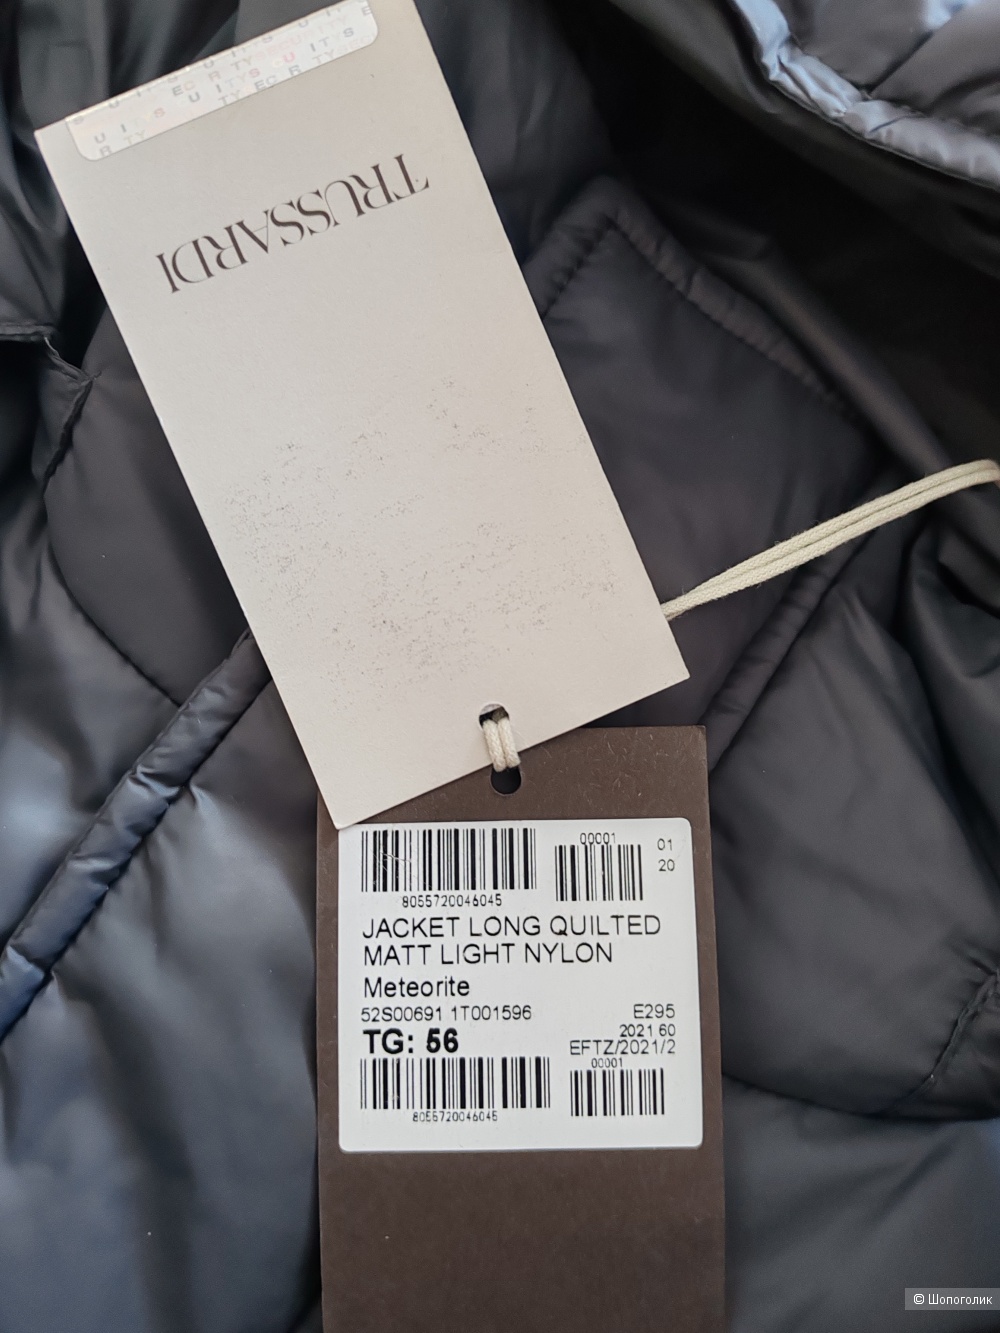 TRUSSARDI
8055720046045
00001
01
20
JACKET LONG QUILTED
MATT LIGHT NYLON
Meteorite
52S00691 1T001596
E295
TG: 56
2021 60
EFTZ/2021/2
00001
8055720046045
© Шопоголик